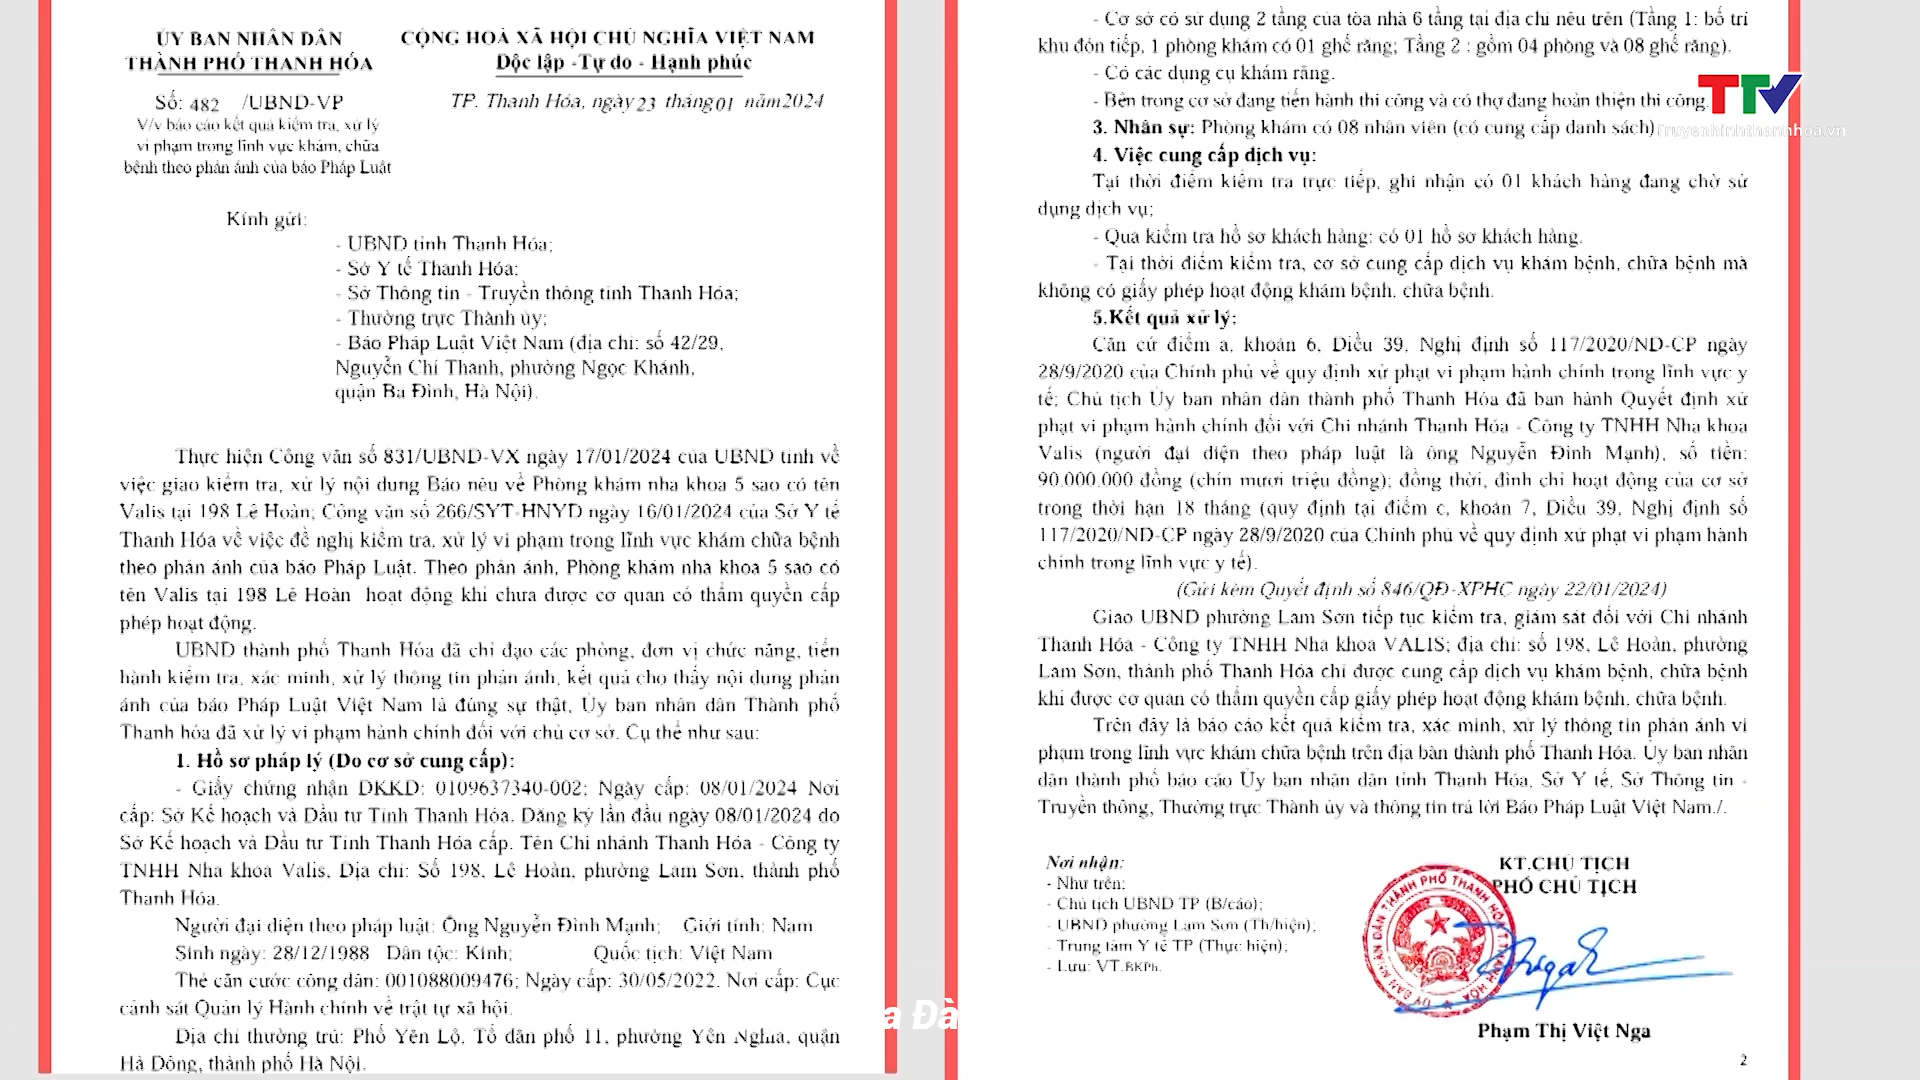 ỦY BAN NHÂN DÂN
THÀNH PHỐ THANH HÓA
CỘNG HOÀ XÃ HỘI CHỦ NGHĨA VIỆT NAM
Độc lập -Tự do - Hạnh phúc
Số: 482 /UBND-VP
TP. Thanh Hóa, ngày 23 tháng 01 năm 2024
V/v báo cáo kết quả kiểm tra, xử lý
vi phạm trong lĩnh vực khám, chữa
bệnh theo phản ánh của báo Pháp Luật
Kính gửi:
- UBND tỉnh Thanh Hóa;
- Sở Y tế Thanh Hóa;
- Sở Thông tin - Truyền thông tỉnh Thanh Hóa;
- Thường trực Thành ủy;
- Báo Pháp Luật Việt Nam (địa chỉ: số 42/29,
Nguyễn Chí Thanh, phường Ngọc Khánh,
quận Ba Đình, Hà Nội).
Thực hiện Công văn số 831/UBND-VX ngày 17/01/2024 của UBND tỉnh về
việc giao kiểm tra, xử lý nội dung Báo nêu về Phòng khám nha khoa 5 sao có tên
Valis tại 198 Lê Hoàn; Công văn số 266/SYT-HNYD ngày 16/01/2024 của Sở Y tế
Thanh Hóa về việc đề nghị kiểm tra, xử lý vi phạm trong lĩnh vực khám chữa bệnh
theo phản ánh của báo Pháp Luật. Theo phản ánh, Phòng khám nha khoa 5 sao có
tên Valis tại 198 Lê Hoàn hoạt động khi chưa được cơ quan có thẩm quyền cấp
phép hoạt động.
UBND thành phố Thanh Hóa đã chỉ đạo các phòng, đơn vị chức năng, tiến
hành kiểm tra, xác minh, xử lý thông tin phản ánh, kết quả cho thấy nội dung phản
ánh của báo Pháp Luật Việt Nam là đúng sự thật, Ủy ban nhân dân Thành phố
Thanh hóa đã xử lý vi phạm hành chính đối với chủ cơ sở. Cụ thể như sau:
1. Hồ sơ pháp lý (Do cơ sở cung cấp):
- Giấy chứng nhận ĐKKD: 0109637340-002; Ngày cấp: 08/01/2024 Nơi
cấp: Sở Kế hoạch và Đầu tư Tỉnh Thanh Hóa. Đăng ký lần đầu ngày 08/01/2024 do
Sở Kế hoạch và Đầu tư Tỉnh Thanh Hóa cấp. Tên Chi nhánh Thanh Hóa - Công ty
TNHH Nha khoa Valis, Địa chỉ: Số 198, Lê Hoàn, phường Lam Sơn, thành phố
Thanh Hóa.
Người đại diện theo pháp luật: Ông Nguyễn Đình Mạnh; Giới tính: Nam
Sinh ngày: 28/12/1988 Dân tộc: Kinh; Quốc tịch: Việt Nam
Thẻ căn cước công dân: 001088009476; Ngày cấp: 30/05/2022. Nơi cấp: Cục
cảnh sát Quản lý Hành chính về trật tự xã hội.
Địa chỉ thường trú: Phố Yên Lộ, Tổ dân phố 11, phường Yên Nghĩa, quận
Hà Đông, thành phố Hà Nội.
a Đà
- Cơ sở có sử dụng 2 tầng của tòa nhà 6 tầng tại địa chỉ nêu trên (Tầng 1: bố trí
khu đón tiếp, 1 phòng khám có 01 ghế răng; Tầng 2 : gồm 04 phòng và 08 ghế răng).
- Có các dụng cụ khám răng.
- Bên trong cơ sở đang tiến hành thi công và có thợ đang hoàn thiện thi công.
3. Nhân sự: Phòng khám có 08 nhân viên (có cung cấp danh sách)
4. Việc cung cấp dịch vụ:
Tại thời điểm kiểm tra trực tiếp, ghi nhận có 01 khách hàng đang chờ sử
dụng dịch vụ;
- Qua kiểm tra hồ sơ khách hàng: có 01 hồ sơ khách hàng.
- Tại thời điểm kiểm tra, cơ sở cung cấp dịch vụ khám bệnh, chữa bệnh mà
không có giấy phép hoạt động khám bệnh, chữa bệnh.
5.Kết quả xử lý:
Căn cứ điểm a, khoản 6, Điều 39, Nghị định số 117/2020/NĐ-CP ngày
28/9/2020 của Chính phủ về quy định xử phạt vi phạm hành chính trong lĩnh vực y
tế; Chủ tịch Ủy ban nhân dân thành phố Thanh Hóa đã ban hành Quyết định xử
phạt vi phạm hành chính đối với Chi nhánh Thanh Hóa - Công ty TNHH Nha khoa
Valis (người đại diện theo pháp luật là ông Nguyễn Đình Mạnh), số tiền:
90.000.000 đồng (chín mươi triệu đồng); đồng thời, đình chỉ hoạt động của cơ sở
trong thời hạn 18 tháng (quy định tại điểm c, khoản 7, Điều 39, Nghị định số
117/2020/NĐ-CP ngày 28/9/2020 của Chính phủ về quy định xử phạt vi phạm hành
chính trong lĩnh vực y tế).
(Gửi kèm Quyết định số 846/QĐ-XPHC ngày 22/01/2024)
Giao UBND phường Lam Sơn tiếp tục kiểm tra, giám sát đối với Chi nhánh
Thanh Hóa - Công ty TNHH Nha khoa VALIS; địa chỉ: số 198, Lê Hoàn, phường
Lam Sơn, thành phố Thanh Hóa chỉ được cung cấp dịch vụ khám bệnh, chữa bệnh
khi được cơ quan có thẩm quyền cấp giấy phép hoạt động khám bệnh, chữa bệnh.
Trên đây là báo cáo kết quả kiểm tra, xác minh, xử lý thông tin phản ánh vi
phạm trong lĩnh vực khám chữa bệnh trên địa bàn thành phố Thanh Hóa. Ủy ban nhân
dân thành phố báo cáo Ủy ban nhân dân tỉnh Thanh Hóa, Sở Y tế, Sở Thông tin -
Truyền thông, Thường trực Thành ủy và thông tin trả lời Báo Pháp Luật Việt Nam./.
Nơi nhận:
- Như trên;
- Chủ tịch UBND TP (B/cáo);
- UBND phường Lam Sơn (Th/hiện);
- Trung tâm Y tế TP (Thực hiện);
- Lưu: VT.BKPh.
KT.CHỦ TỊCH
PHÓ CHỦ TỊCH
ỦY BAN NHÂN DÂN THÀNH PHỐ THANH HÓA
Phạm Thị Việt Nga
2
TTV
truyenhinhthanhhoa.vn